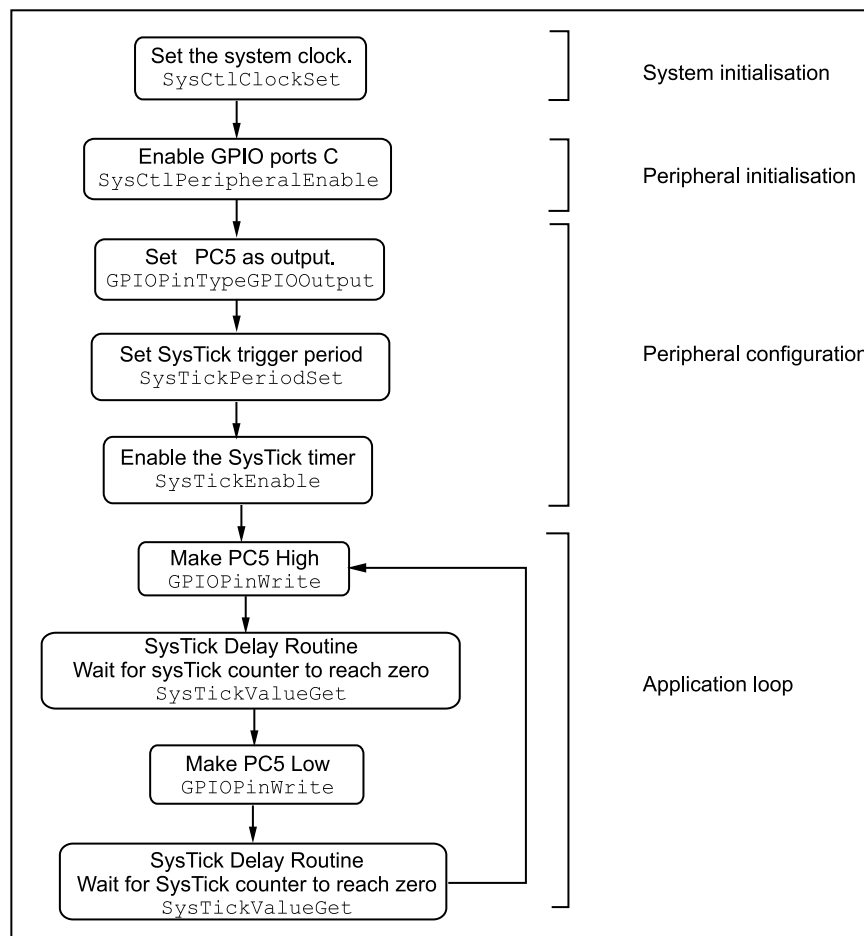 Set the system clock.
SysCtlClockSet
System initialisation
Enable GPIO ports C
SysCtlPeripheralEnable
Peripheral initialisation
Set PC5 as output.
GPIOPinTypeGPIOOutput
Set SysTick trigger period
SysTickPeriodSet
Peripheral configuration
Enable the SysTick timer
SysTickEnable
Make PC5 High
GPIOPinWrite
SysTick Delay Routine
Wait for sysTick counter to reach zero
SysTickValueGet
Application loop
Make PC5 Low
GPIOPinWrite
SysTick Delay Routine
Wait for SysTick counter to reach zero
SysTickValueGet